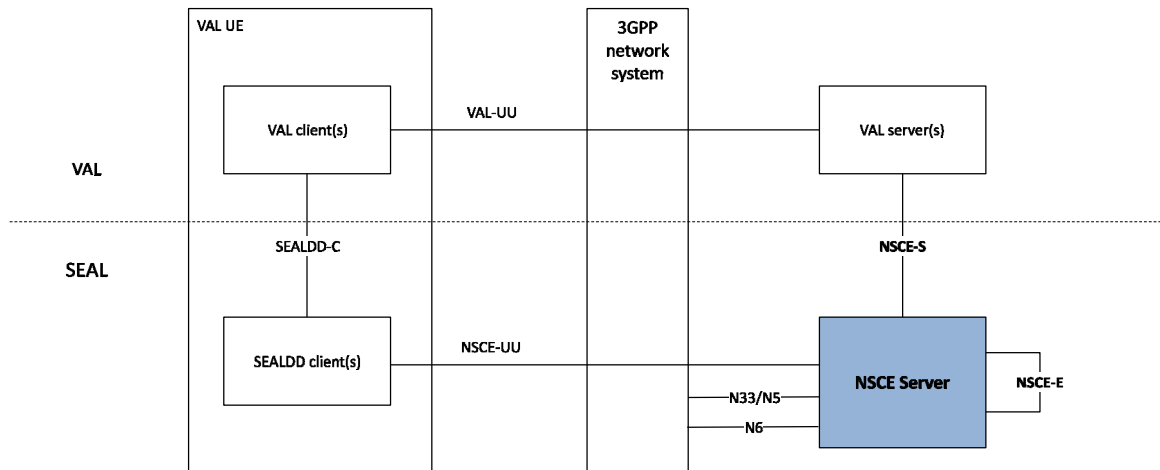 VAL UE
3GPP
network
system
VAL-UU
VAL client(s)
VAL server(s)
VAL
SEALDD-C
NSCE-S
SEAL
NSCE-UU
SEALDD client(s)
NSCE Server
NSCE-E
N33/N5
N6